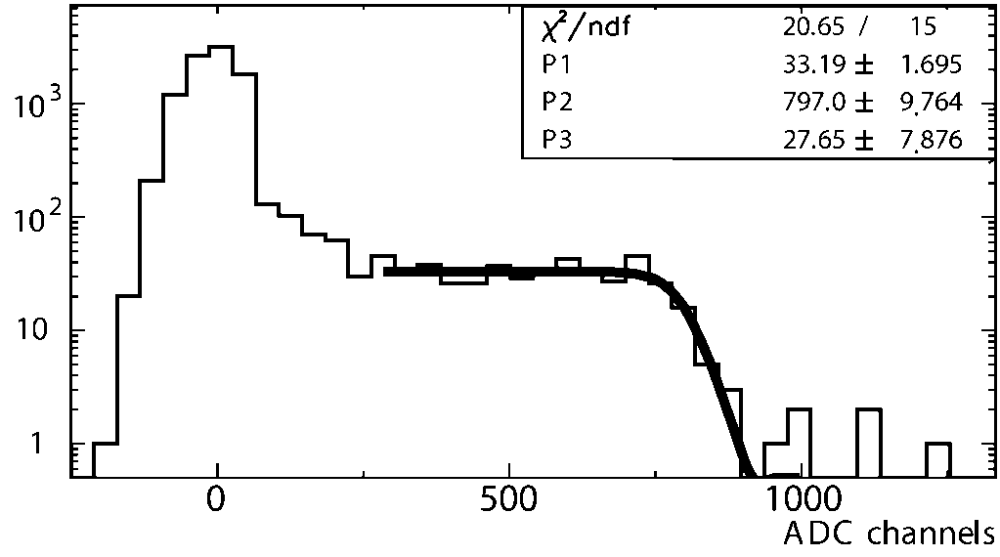 χ²/ndf 20.65 / 15
P1 33.19 ± 1.695
P2 797.0 ± 9.764
P3 27.65 ± 7.876
10³
10²
10
1
0 500 1000
ADC channels